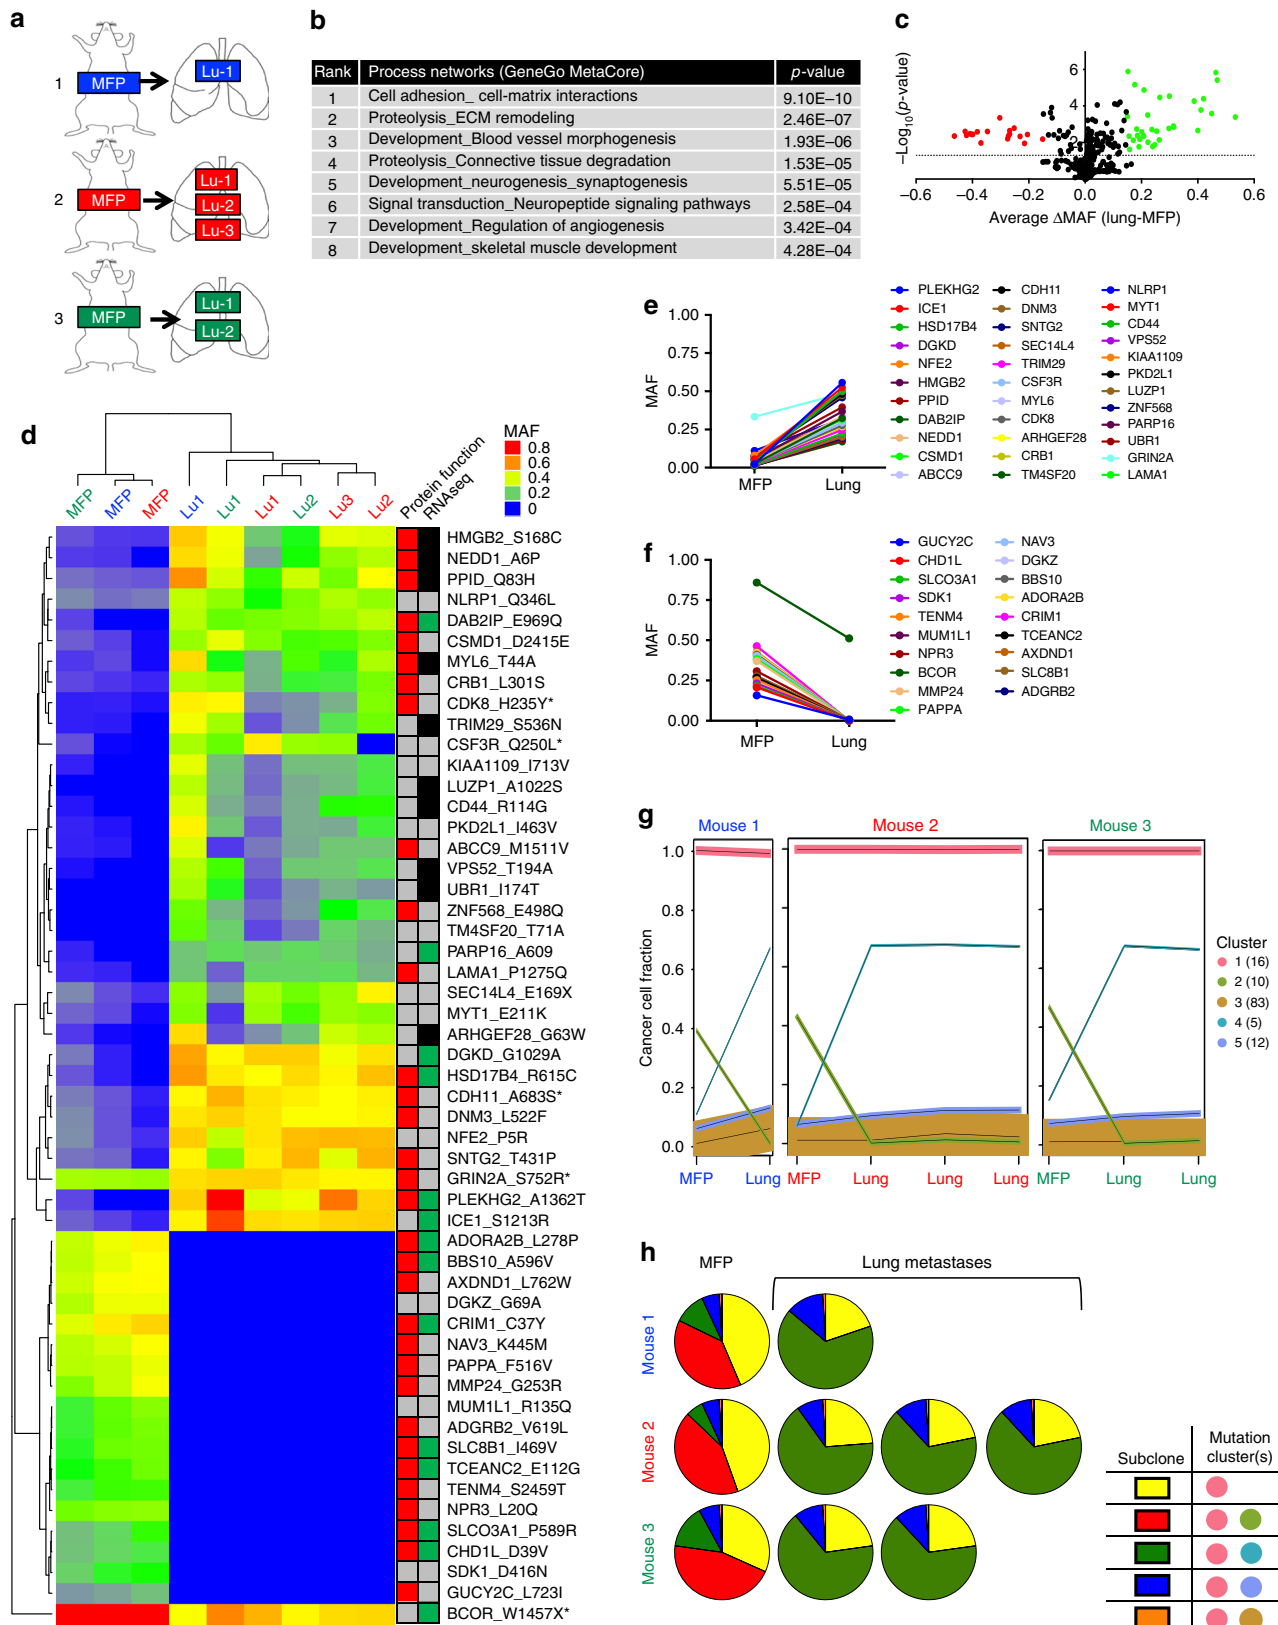 a
1
MFP
Lu-1
2
MFP
Lu-1
Lu-2
Lu-3
3
MFP
Lu-1
Lu-2
b
Rank Process networks (GeneGo MetaCore) p-value
1 Cell adhesion_ cell-matrix interactions 9.10E–10
2 Proteolysis_ECM remodeling 2.46E–07
3 Development_Blood vessel morphogenesis 1.93E–06
4 Proteolysis_Connective tissue degradation 1.53E–05
5 Development_neurogenesis_synaptogenesis 5.51E–05
6 Signal transduction_Neuropeptide signaling pathways 2.58E–04
7 Development_Regulation of angiogenesis 3.42E–04
8 Development_skeletal muscle development 4.28E–04
c
–Log10(p-value)
6
4
2
–0.6 –0.4 –0.2 0.0 0.2 0.4 0.6
Average ΔMAF (lung-MFP)
d
MAF
0.8
0.6
0.4
0.2
0
Protein function
RNAseq
MFP MFP MFP Lu1 Lu1 Lu1 Lu2 Lu3 Lu2
HMGB2_S168C
NEDD1_A6P
PPID_Q83H
NLRP1_Q346L
DAB2IP_E969Q
CSMD1_D2415E
MYL6_T44A
CRB1_L301S
CDK8_H235Y*
TRIM29_S536N
CSF3R_Q250L*
KIAA1109_I713V
LUZP1_A1022S
CD44_R114G
PKD2L1_I463V
ABCC9_M1511V
VPS52_T194A
UBR1_I174T
ZNF568_E498Q
TM4SF20_T71A
PARP16_A609
LAMA1_P1275Q
SEC14L4_E169X
MYT1_E211K
ARHGEF28_G63W
DGKD_G1029A
HSD17B4_R615C
CDH11_A683S*
DNM3_L522F
NFE2_P5R
SNTG2_T431P
GRIN2A_S752R*
PLEKHG2_A1362T
ICE1_S1213R
ADORA2B_L278P
BBS10_A596V
AXDND1_L762W
DGKZ_G69A
CRIM1_C37Y
NAV3_K445M
PAPPA_F516V
MMP24_G253R
MUM1L1_R135Q
ADGRB2_V619L
SLC8B1_I469V
TCEANC2_E112G
TENM4_S2459T
NPR3_L20Q
SLCO3A1_P589R
CHD1L_D39V
SDK1_D416N
GUCY2C_L723I
BCOR_W1457X*
e
MAF
1.00
0.75
0.50
0.25
0.00
MFP Lung
PLEKHG2
ICE1
HSD17B4
DGKD
NFE2
HMGB2
PPID
DAB2IP
NEDD1
CSMD1
ABCC9
CDH11
DNM3
SNTG2
SEC14L4
TRIM29
CSF3R
MYL6
CDK8
ARHGEF28
CRB1
TM4SF20
NLRP1
MYT1
CD44
VPS52
KIAA1109
PKD2L1
LUZP1
ZNF568
PARP16
UBR1
GRIN2A
LAMA1
f
MAF
1.00
0.75
0.50
0.25
0.00
MFP Lung
GUCY2C
CHD1L
SLCO3A1
SDK1
TENM4
MUM1L1
NPR3
BCOR
MMP24
PAPPA
NAV3
DGKZ
BBS10
ADORA2B
CRIM1
TCEANC2
AXDND1
SLC8B1
ADGRB2
g
Mouse 1 Mouse 2 Mouse 3
Cancer cell fraction
1.0
0.8
0.6
0.4
0.2
0.0
MFP Lung MFP Lung Lung Lung MFP Lung Lung
Cluster
1 (16)
2 (10)
3 (83)
4 (5)
5 (12)
h
MFP Lung metastases
Mouse 1
Mouse 2
Mouse 3
Subclone Mutation cluster(s)